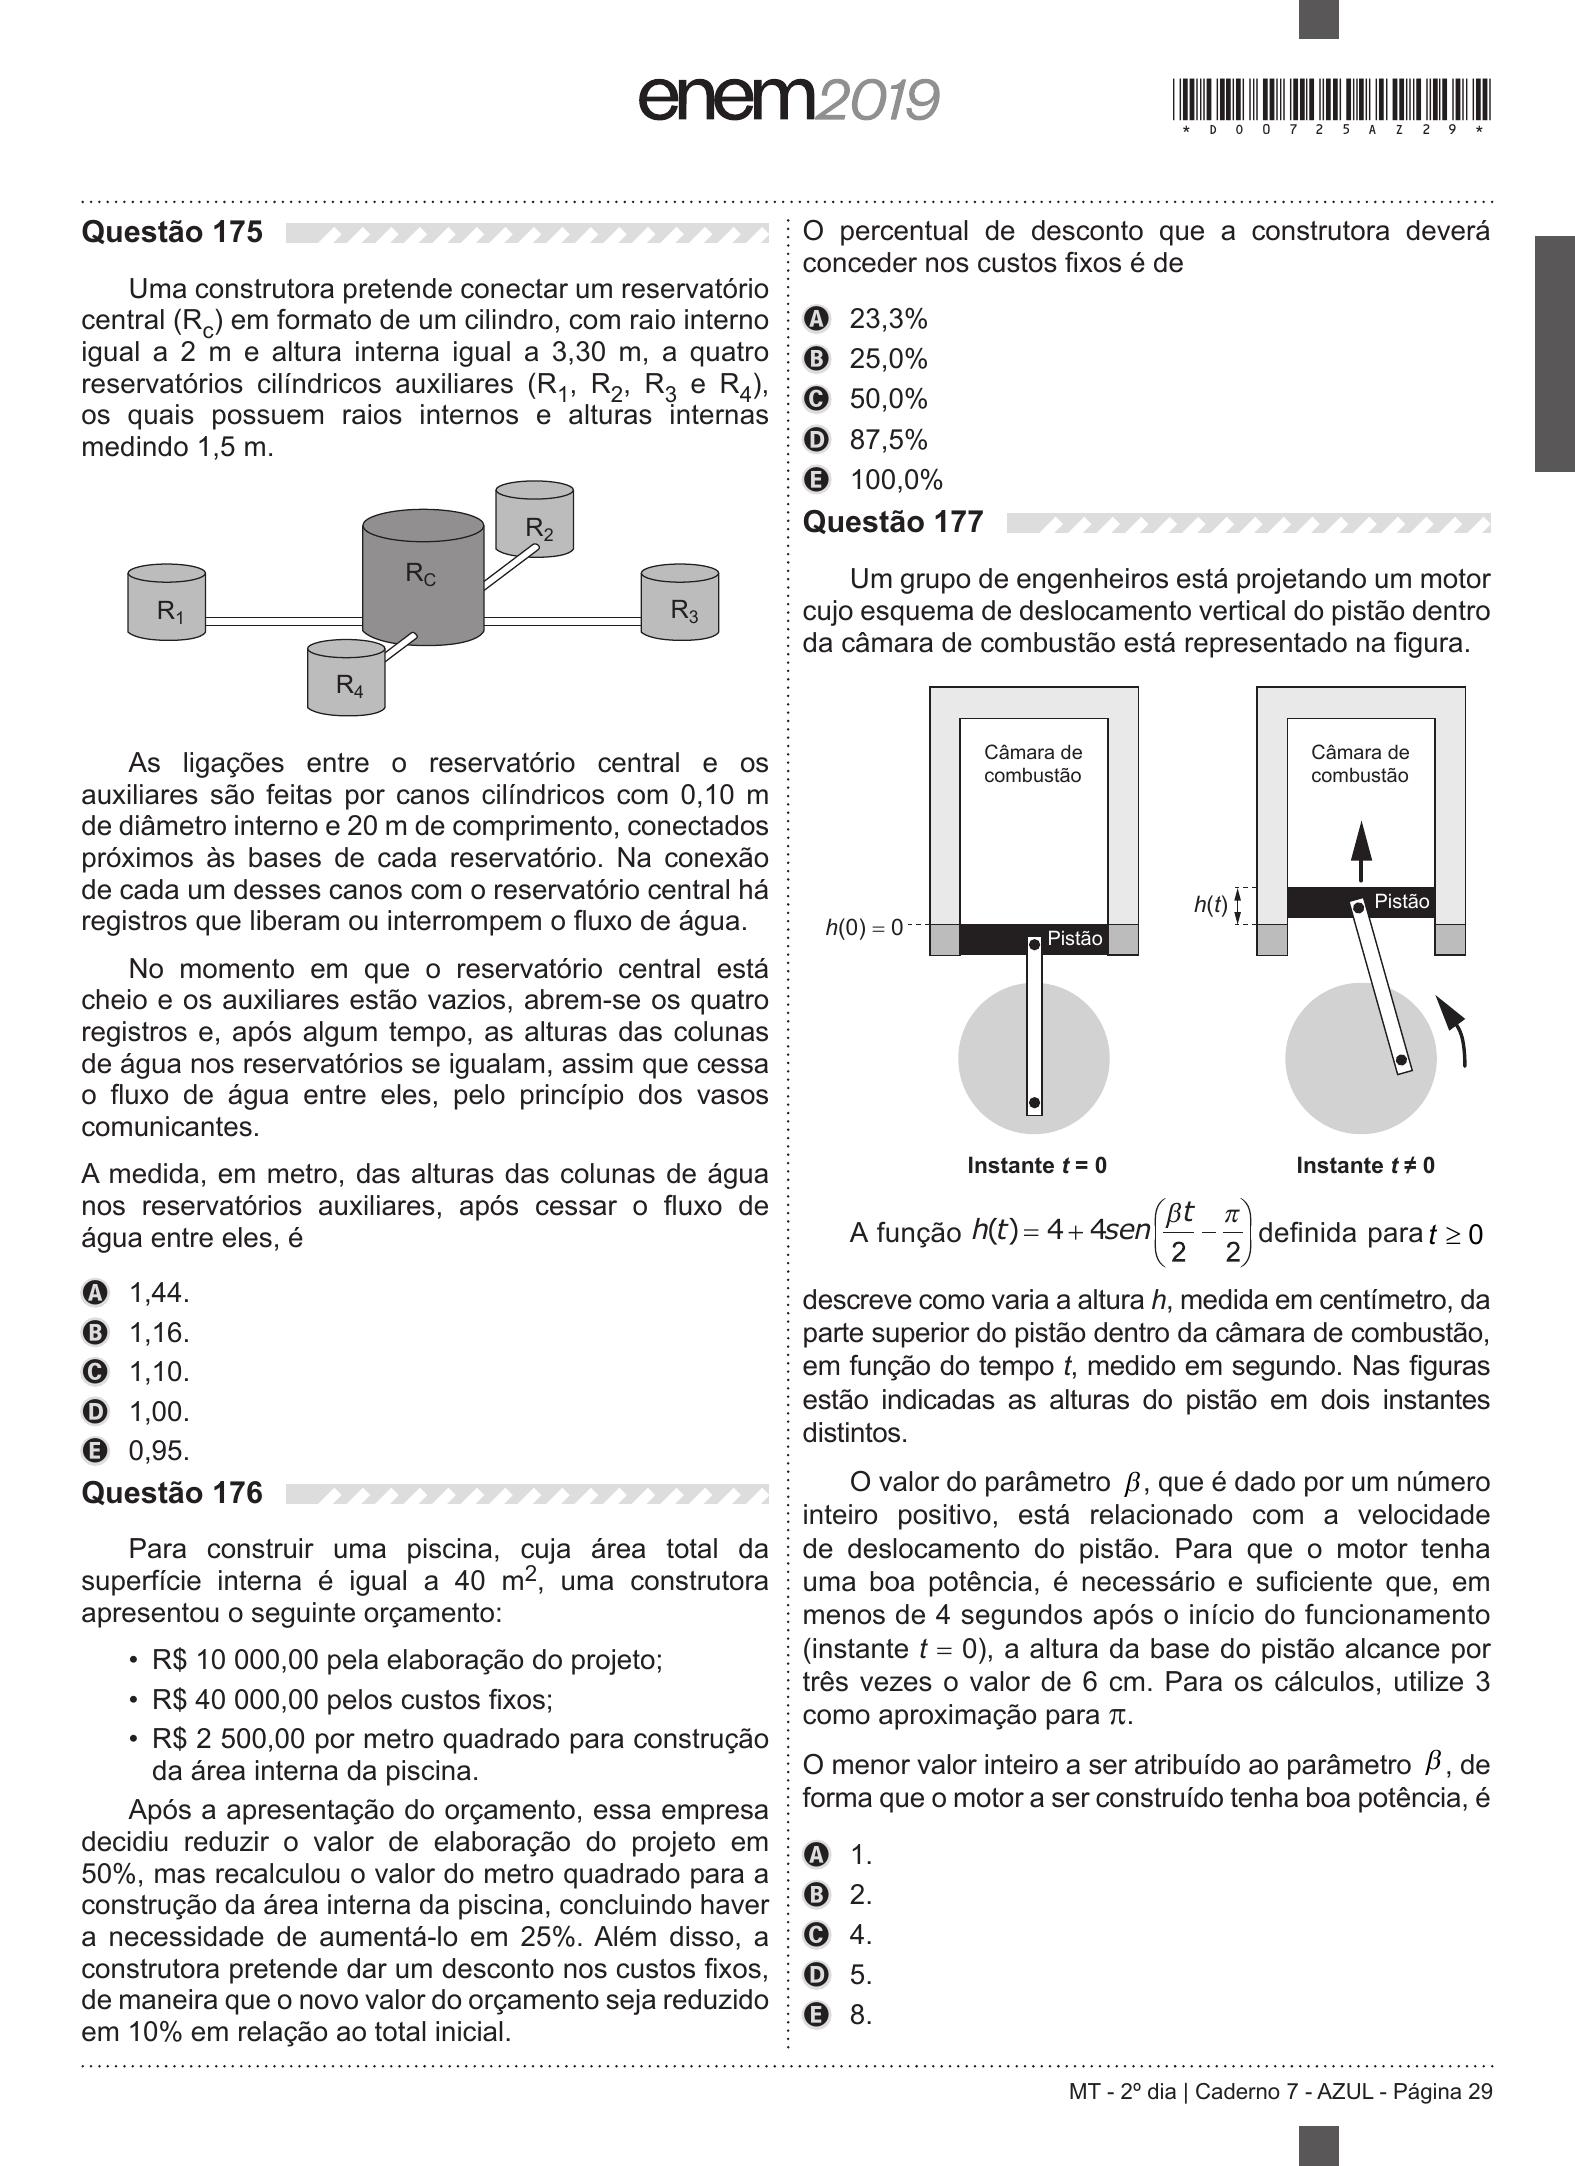 enem2019
*D00725AZ29*
Questão 175
Uma construtora pretende conectar um reservatório
central (Rc) em formato de um cilindro, com raio interno
igual a 2 m e altura interna igual a 3,30 m, a quatro
reservatórios cilíndricos auxiliares (R1, R2, R3 e R4),
os quais possuem raios internos e alturas internas
medindo 1,5 m.
R2
RC
R1
R3
R4
As ligações entre o reservatório central e os
auxiliares são feitas por canos cilíndricos com 0,10 m
de diâmetro interno e 20 m de comprimento, conectados
próximos às bases de cada reservatório. Na conexão
de cada um desses canos com o reservatório central há
registros que liberam ou interrompem o fluxo de água.
No momento em que o reservatório central está
cheio e os auxiliares estão vazios, abrem-se os quatro
registros e, após algum tempo, as alturas das colunas
de água nos reservatórios se igualam, assim que cessa
o fluxo de água entre eles, pelo princípio dos vasos
comunicantes.
A medida, em metro, das alturas das colunas de água
nos reservatórios auxiliares, após cessar o fluxo de
água entre eles, é
A 1,44.
B 1,16.
C 1,10.
D 1,00.
E 0,95.
Questão 176
Para construir uma piscina, cuja área total da
superfície interna é igual a 40 m², uma construtora
apresentou o seguinte orçamento:
• R$ 10 000,00 pela elaboração do projeto;
• R$ 40 000,00 pelos custos fixos;
• R$ 2 500,00 por metro quadrado para construção
da área interna da piscina.
Após a apresentação do orçamento, essa empresa
decidiu reduzir o valor de elaboração do projeto em
50%, mas recalculou o valor do metro quadrado para a
construção da área interna da piscina, concluindo haver
a necessidade de aumentá-lo em 25%. Além disso, a
construtora pretende dar um desconto nos custos fixos,
de maneira que o novo valor do orçamento seja reduzido
em 10% em relação ao total inicial.
O percentual de desconto que a construtora deverá
conceder nos custos fixos é de
A 23,3%
B 25,0%
C 50,0%
D 87,5%
E 100,0%
Questão 177
Um grupo de engenheiros está projetando um motor
cujo esquema de deslocamento vertical do pistão dentro
da câmara de combustão está representado na figura.
Câmara de
combustão
h(0) = 0
Pistão
Instante t = 0
Câmara de
combustão
h(t)
Pistão
Instante t ≠ 0
A função h(t) = 4 + 4sen(βt/2 − π/2) definida para t ≥ 0
descreve como varia a altura h, medida em centímetro, da
parte superior do pistão dentro da câmara de combustão,
em função do tempo t, medido em segundo. Nas figuras
estão indicadas as alturas do pistão em dois instantes
distintos.
O valor do parâmetro β, que é dado por um número
inteiro positivo, está relacionado com a velocidade
de deslocamento do pistão. Para que o motor tenha
uma boa potência, é necessário e suficiente que, em
menos de 4 segundos após o início do funcionamento
(instante t = 0), a altura da base do pistão alcance por
três vezes o valor de 6 cm. Para os cálculos, utilize 3
como aproximação para π.
O menor valor inteiro a ser atribuído ao parâmetro β, de
forma que o motor a ser construído tenha boa potência, é
A 1.
B 2.
C 4.
D 5.
E 8.
MT - 2º dia | Caderno 7 - AZUL - Página 29